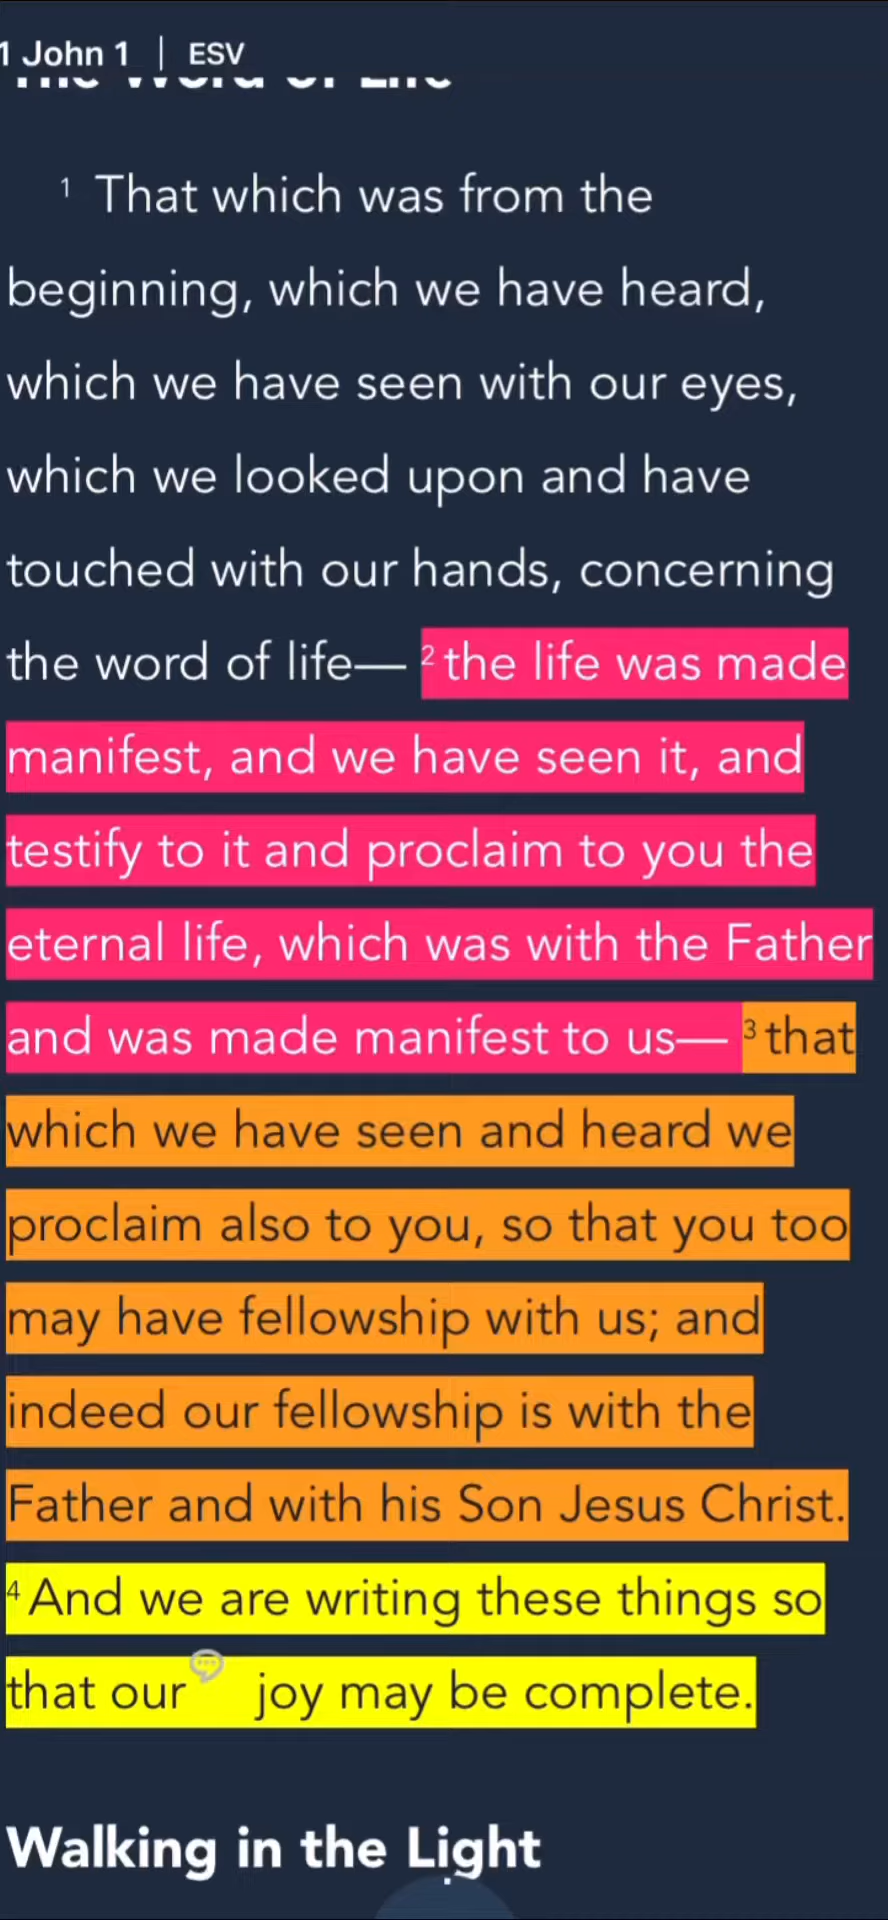 1 John 1 | ESV
The Word of Life
1 That which was from the
beginning, which we have heard,
which we have seen with our eyes,
which we looked upon and have
touched with our hands, concerning
the word of life— 2 the life was made
manifest, and we have seen it, and
testify to it and proclaim to you the
eternal life, which was with the Father
and was made manifest to us— 3 that
which we have seen and heard we
proclaim also to you, so that you too
may have fellowship with us; and
indeed our fellowship is with the
Father and with his Son Jesus Christ.
4 And we are writing these things so
that our joy may be complete.
Walking in the Light